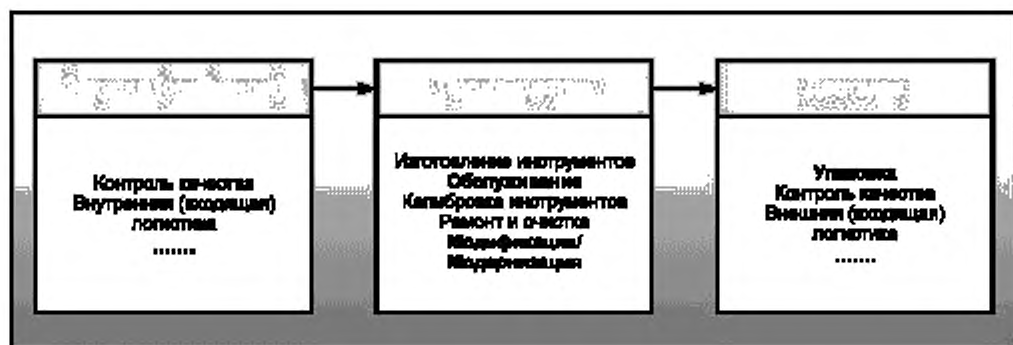 Контроль качества
Внутренняя (входящая)
логистика
.......
Изготовление инструментов
Обслуживание
Калибровка инструментов
Ремонт и очистка
Модификация/
Модернизация
Упаковка
Контроль качества
Внешняя (входящая)
логистика
.......